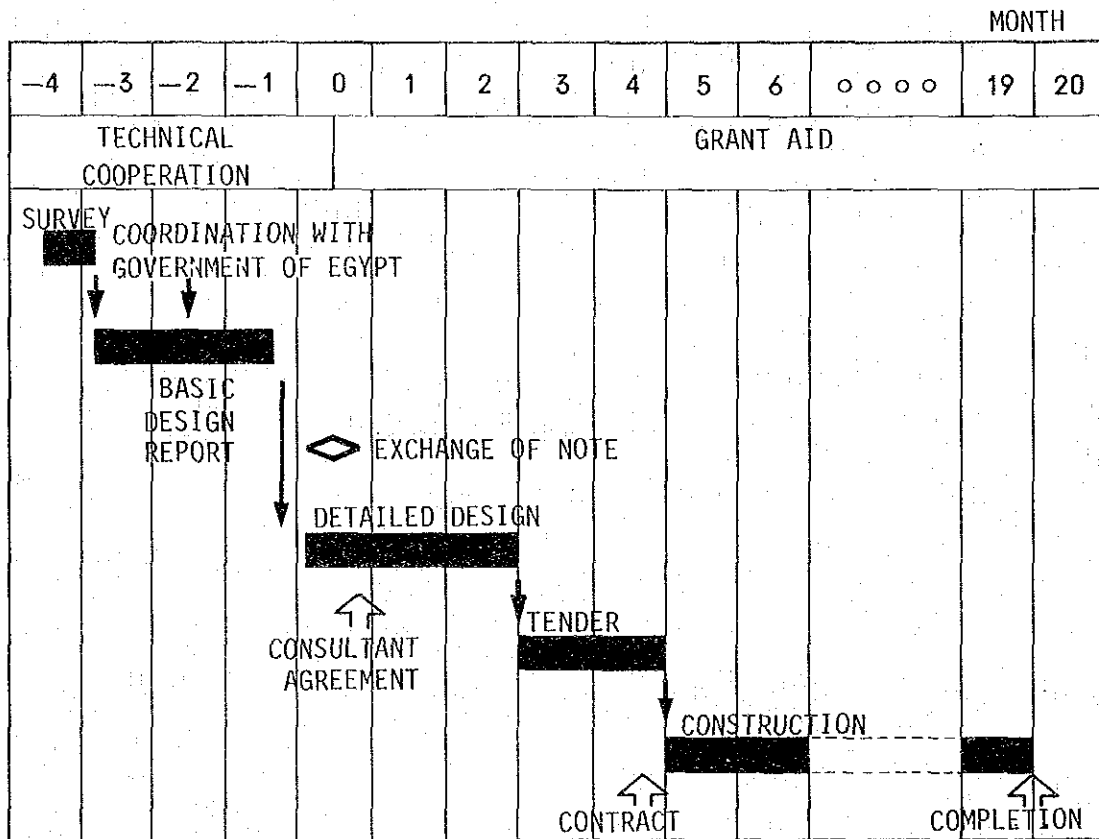 MONTH
—4 —3 —2 —1 0 1 2 3 4 5 6 o o o o 19 20
TECHNICAL
COOPERATION
GRANT AID
SURVEY
COORDINATION WITH
GOVERNMENT OF EGYPT
BASIC
DESIGN
REPORT
EXCHANGE OF NOTE
DETAILED DESIGN
CONSULTANT
AGREEMENT
TENDER
CONSTRUCTION
CONTRACT
COMPLETION